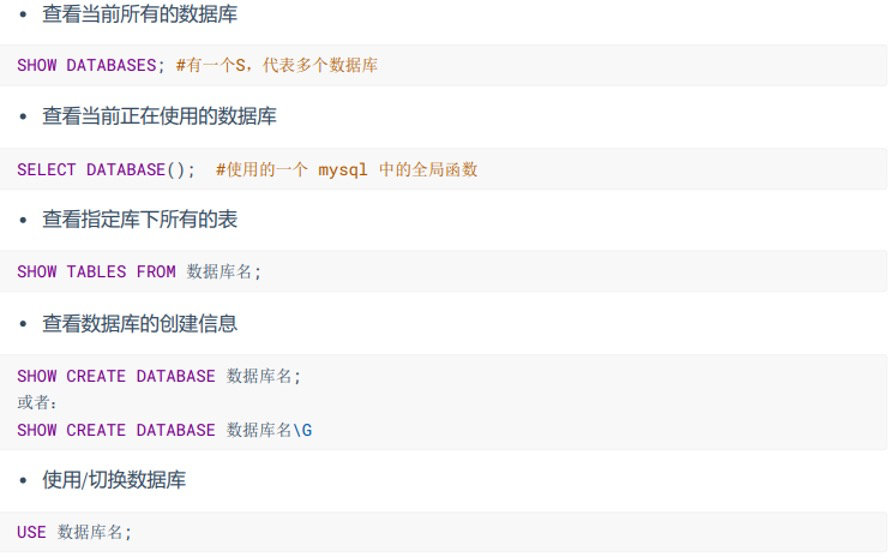 • 查看当前所有的数据库
SHOW DATABASES; #有一个S，代表多个数据库
• 查看当前正在使用的数据库
SELECT DATABASE();  #使用的一个 mysql 中的全局函数
• 查看指定库下所有的表
SHOW TABLES FROM 数据库名;
• 查看数据库的创建信息
SHOW CREATE DATABASE 数据库名;
或者：
SHOW CREATE DATABASE 数据库名\G
• 使用/切换数据库
USE 数据库名;